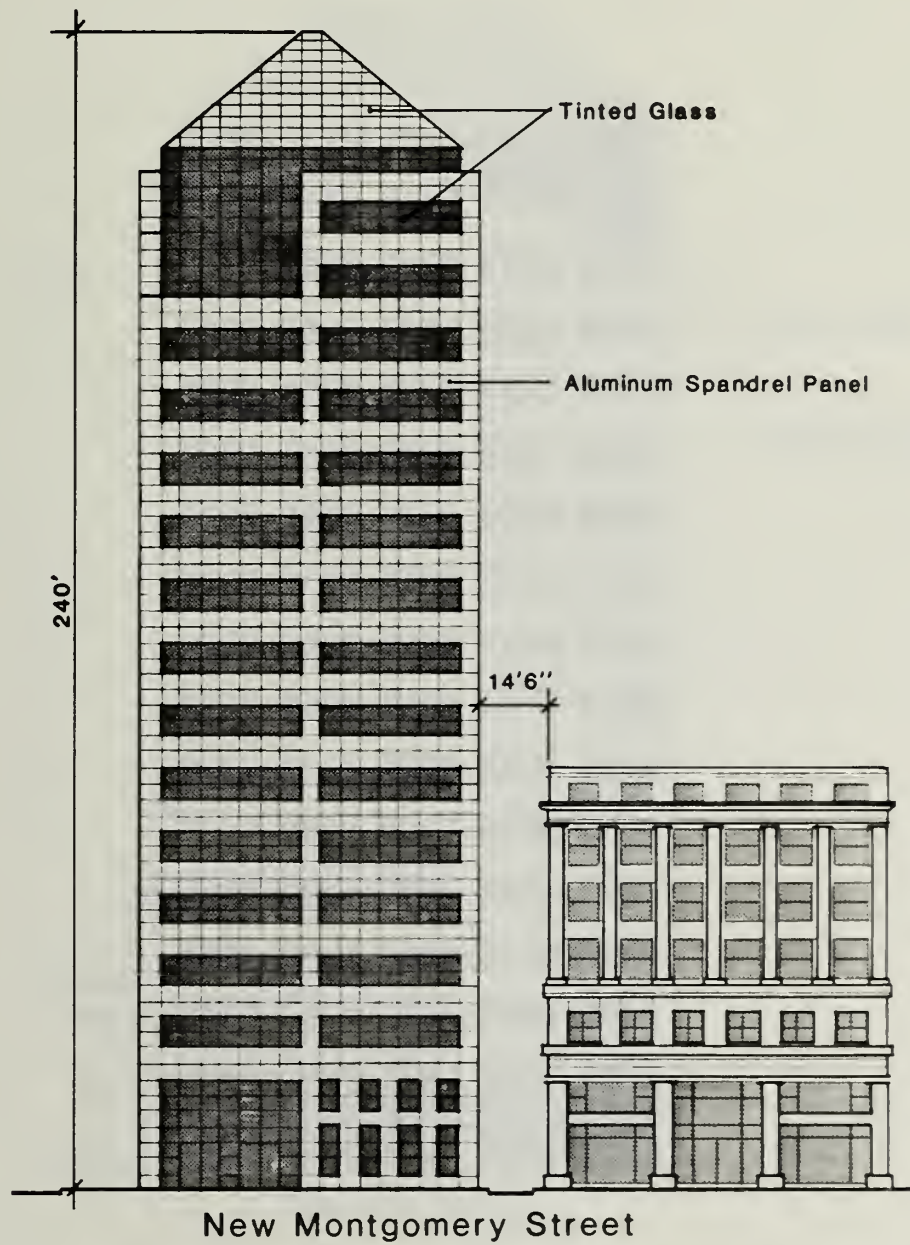 Tinted Glass
Aluminum Spandrel Panel
240'
14'6"
New Montgomery Street